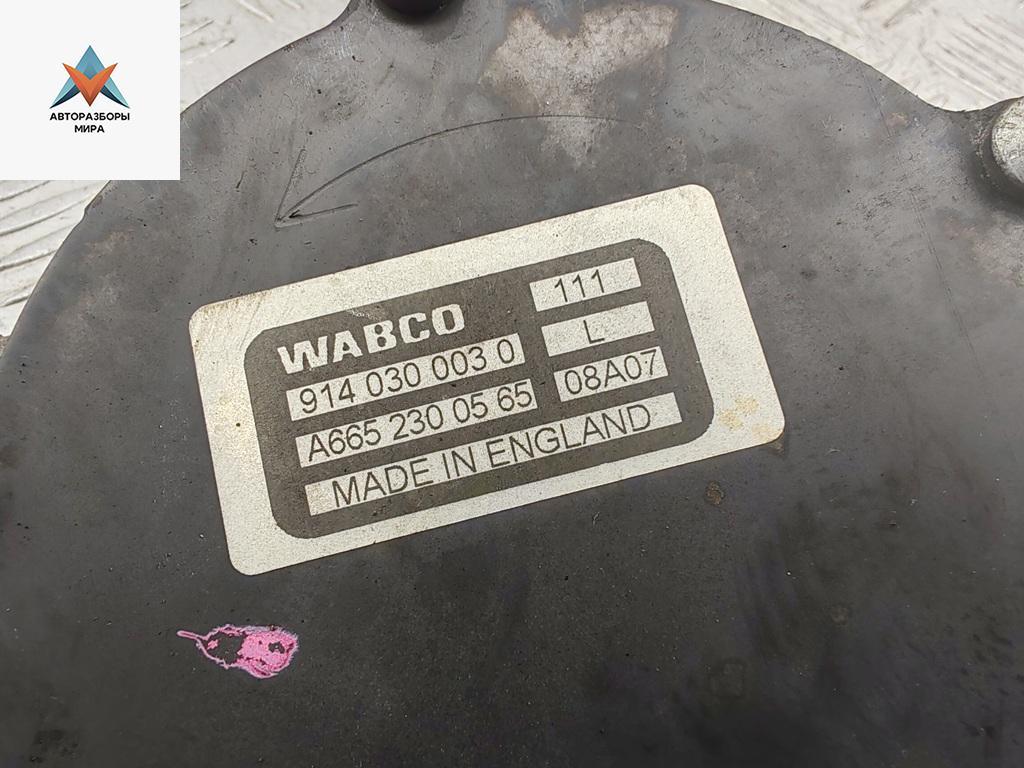 АВТОРАЗБОРЫ
МИРА
WABCO 111
914 030 003 0 L
A665 230 05 65 08A07
MADE IN ENGLAND